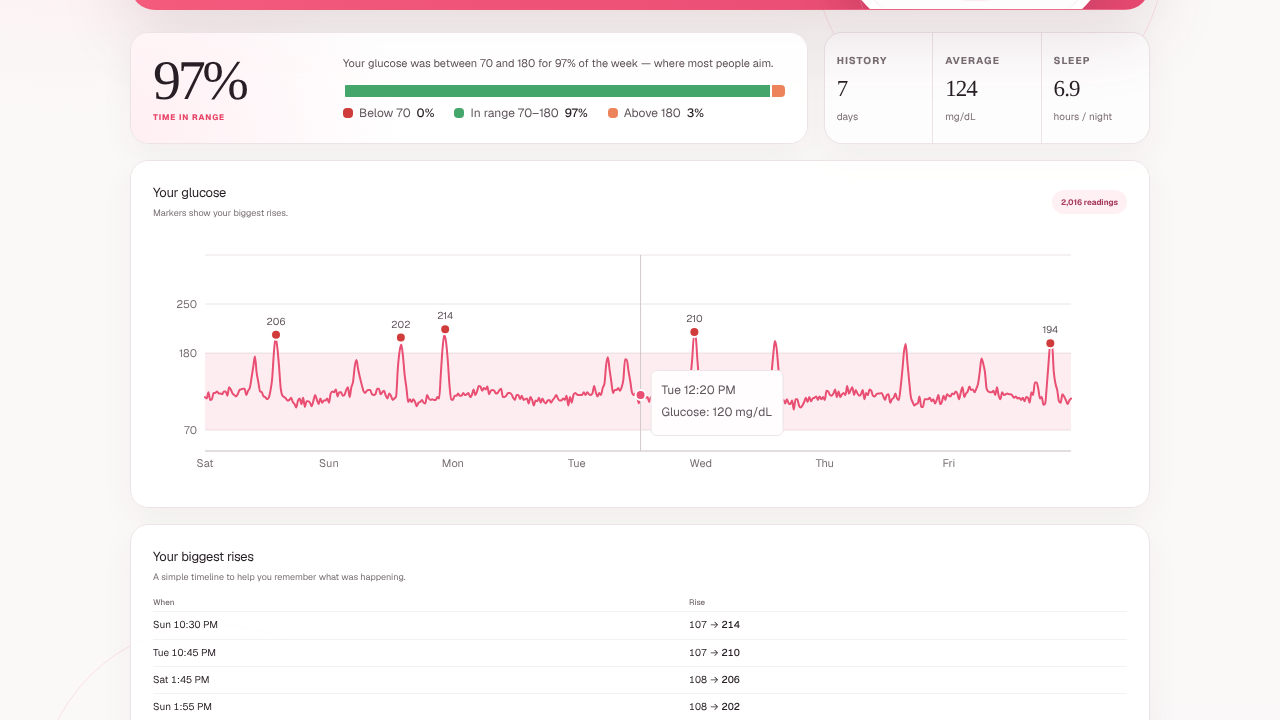 97%
TIME IN RANGE
Your glucose was between 70 and 180 for 97% of the week — where most people aim.
Below 70 0% In range 70–180 97% Above 180 3%
HISTORY
7
days
AVERAGE
124
mg/dL
SLEEP
6.9
hours / night
Your glucose
Markers show your biggest rises.
2,016 readings
250
180
70
206
202
214
210
194
Tue 12:20 PM
Glucose: 120 mg/dL
Sat Sun Mon Tue Wed Thu Fri
Your biggest rises
A simple timeline to help you remember what was happening.
When Rise
Sun 10:30 PM 107 → 214
Tue 10:45 PM 107 → 210
Sat 1:45 PM 108 → 206
Sun 1:55 PM 108 → 202